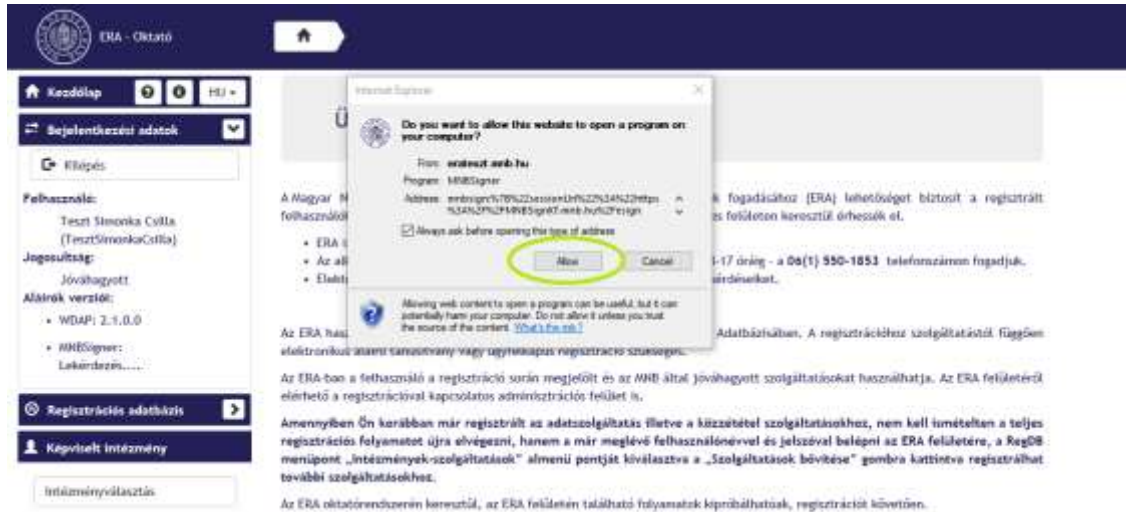 ERA - Oktató
Kezdőlap
HU
Bejelentkezési adatok
Kilépés
Felhasználó:
Teszt Simonka Csilla
(TesztSimonkaCsilla)
Jogosultság:
Jóváhagyott
Aláírók verziói:
WDAP: 2.1.0.0
MNBSigner:
Lekérdezés.....
Regisztrációs adatbázis
Képviselt intézmény
Intézményválasztás
Ü
Internet Explorer
Do you want to allow this website to open a program on
your computer?
From: erateszt.mnb.hu
Program: MNBSigner
Address:
Always ask before opening this type of address
Allow Cancel
Allowing web content to open a program can be useful, but it can
potentially harm your computer. Do not allow it unless you trust
the source of the content. What's the risk?
A Magyar fogadásához (ERA) lehetőséget biztosít a regisztrált
felületen keresztül érhessék el.
ERA
Az -17 óráig - a 06(1) 550-1853 telefonszámon fogadjuk.
Az ERA Adatbázisában. A regisztrációhoz szolgáltatástól függően
elektronikus aláíró tanúsítvány vagy ügyfélkapus regisztráció szükséges.
Az ERA-ban a felhasználó a regisztráció során megjelölt és az MNB által jóváhagyott szolgáltatásokat használhatja. Az ERA felületéről
elérhető a regisztrációval kapcsolatos adminisztrációs felület is.
Amennyiben Ön korábban már regisztrált az adatszolgáltatás illetve a közzététel szolgáltatásokhoz, nem kell ismételten a teljes
regisztrációs folyamatot újra elvégezni, hanem a már meglévő felhasználónévvel és jelszóval belépni az ERA felületére, a RegDB
menüpont „Intézmények-szolgáltatások” almenü pontját kiválasztva a „Szolgáltatások bővítése” gombra kattintva regisztrálhat
további szolgáltatásokhoz.
Az ERA oktatórendszerén keresztül, az ERA felületén található folyamatok kipróbálhatóak, regisztrációt követően.